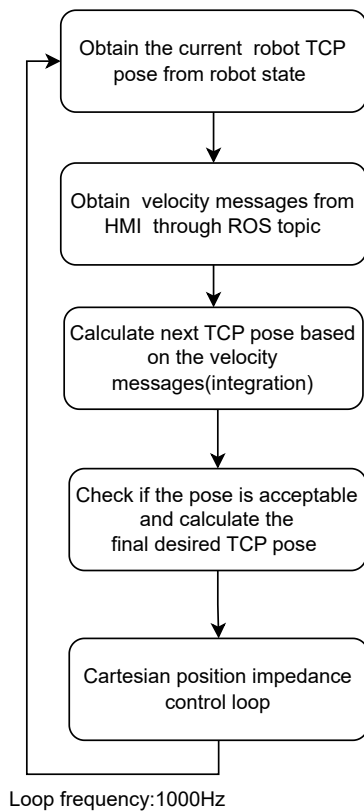 Obtain the current robot TCP
pose from robot state
Obtain velocity messages from
HMI through ROS topic
Calculate next TCP pose based
on the velocity
messages(integration)
Check if the pose is acceptable
and calculate the
final desired TCP pose
Cartesian position impedance
control loop
Loop frequency:1000Hz